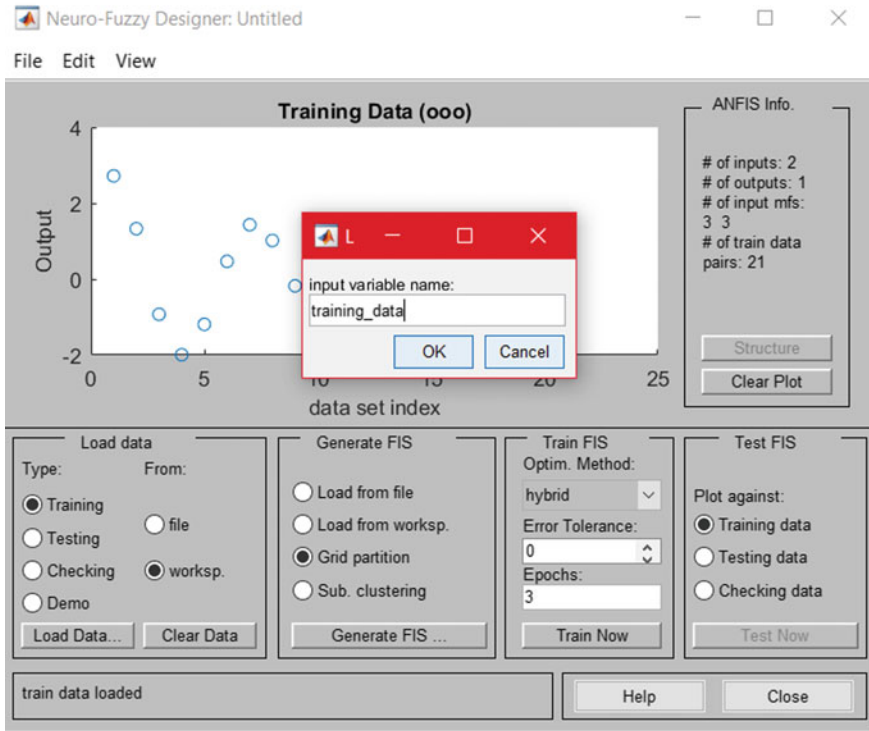 Neuro-Fuzzy Designer: Untitled
File Edit View
Training Data (ooo)
4
2
0
-2
Output
0 5 10 15 20 25
data set index
L
input variable name:
training_data
OK Cancel
ANFIS Info.
# of inputs: 2
# of outputs: 1
# of input mfs:
3 3
# of train data
pairs: 21
Structure
Clear Plot
Load data
Type: From:
Training
Testing
Checking
Demo
file
worksp.
Load Data... Clear Data
Generate FIS
Load from file
Load from worksp.
Grid partition
Sub. clustering
Generate FIS ...
Train FIS
Optim. Method:
hybrid
Error Tolerance:
0
Epochs:
3
Train Now
Test FIS
Plot against:
Training data
Testing data
Checking data
Test Now
train data loaded
Help Close